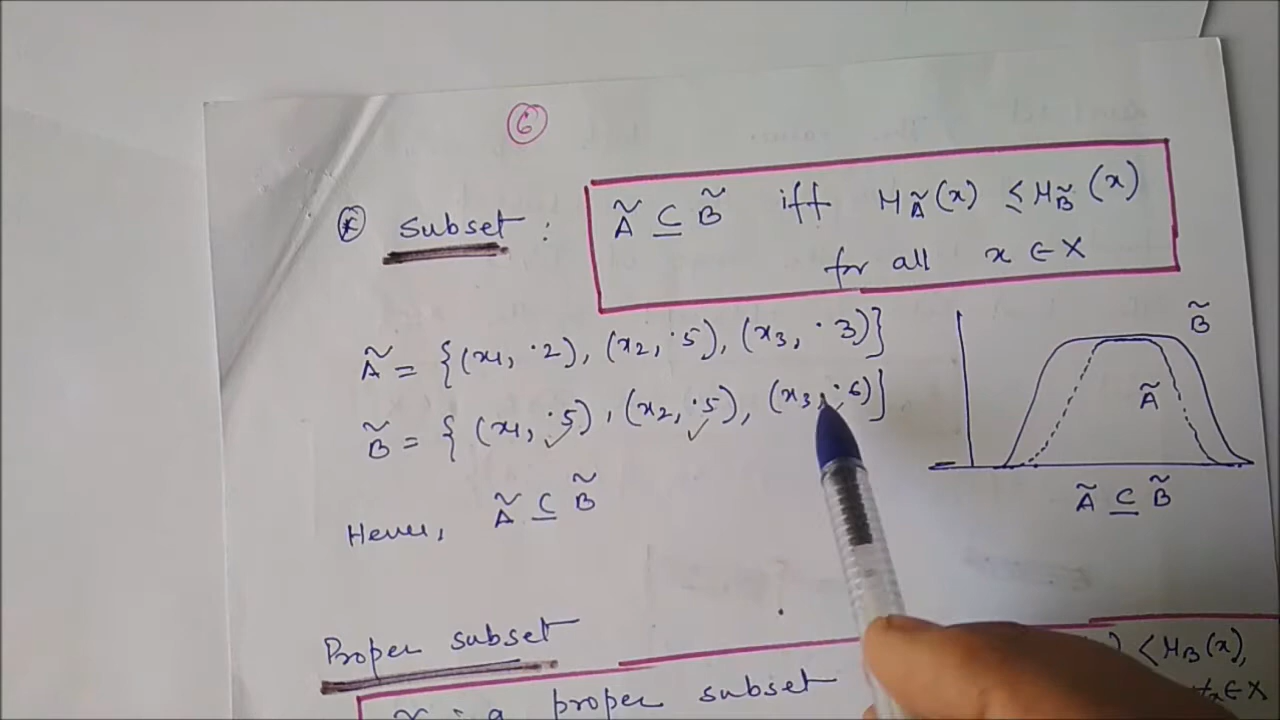 6
* Subset : Ã ⊆ B̃ iff μÃ(x) ≤ μB̃(x)
for all x ∈ X
Ã = {(x1, .2), (x2, .5), (x3, .3)}
B̃ = {(x1, .5), (x2, .5), (x3, .6)}
Hence, Ã ⊆ B̃
B̃
Ã
Ã ⊆ B̃
Proper subset
proper subset
) < μB(x),
∀x ∈ X